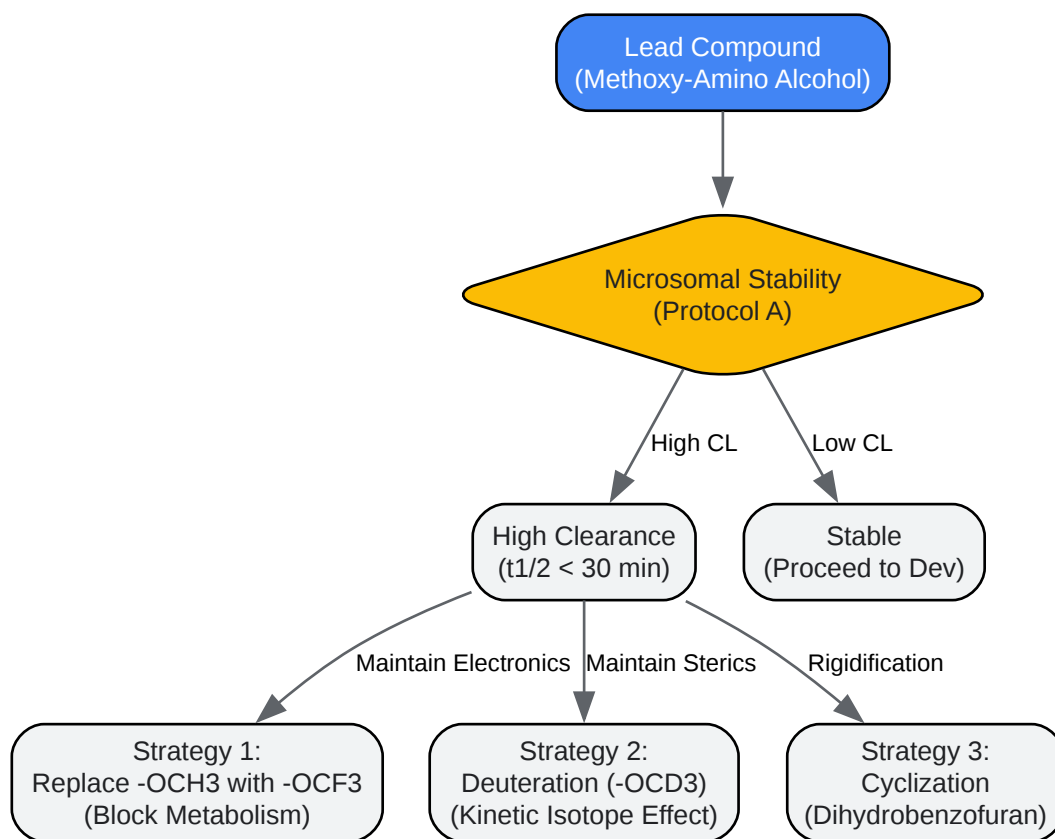 Lead Compound
(Methoxy-Amino Alcohol)
Microsomal Stability
(Protocol A)
High CL
Low CL
High Clearance
(t1/2 < 30 min)
Stable
(Proceed to Dev)
Maintain Electronics
Maintain Sterics
Rigidification
Strategy 1:
Replace -OCH3 with -OCF3
(Block Metabolism)
Strategy 2:
Deuteration (-OCD3)
(Kinetic Isotope Effect)
Strategy 3:
Cyclization
(Dihydrobenzofuran)